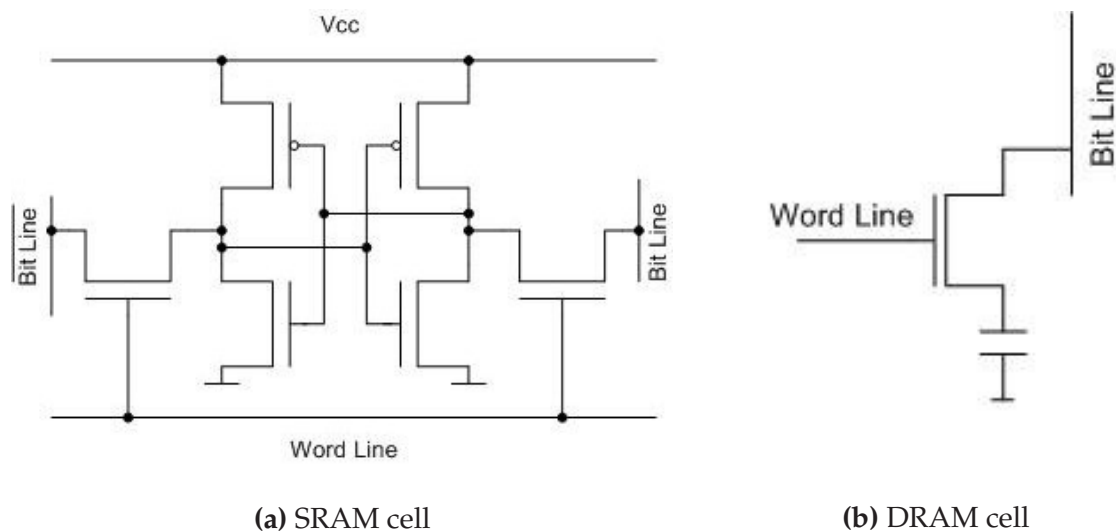 Vcc
Bit Line
Bit Line
Word Line
(a) SRAM cell
Bit Line
Word Line
(b) DRAM cell